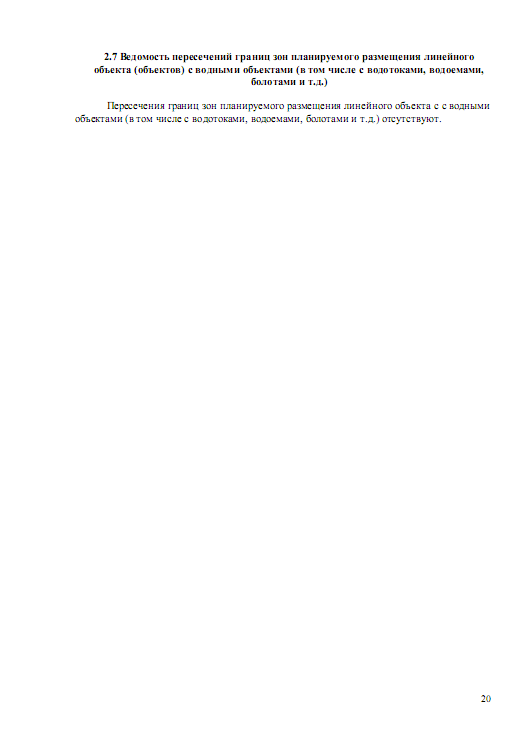 2.7 Ведомость пересечений границ зон планируемого размещения линейного
объекта (объектов) с водными объектами (в том числе с водотоками, водоемами,
болотами и т.д.)
Пересечения границ зон планируемого размещения линейного объекта с с водными
объектами (в том числе с водотоками, водоемами, болотами и т.д.) отсутствуют.
20